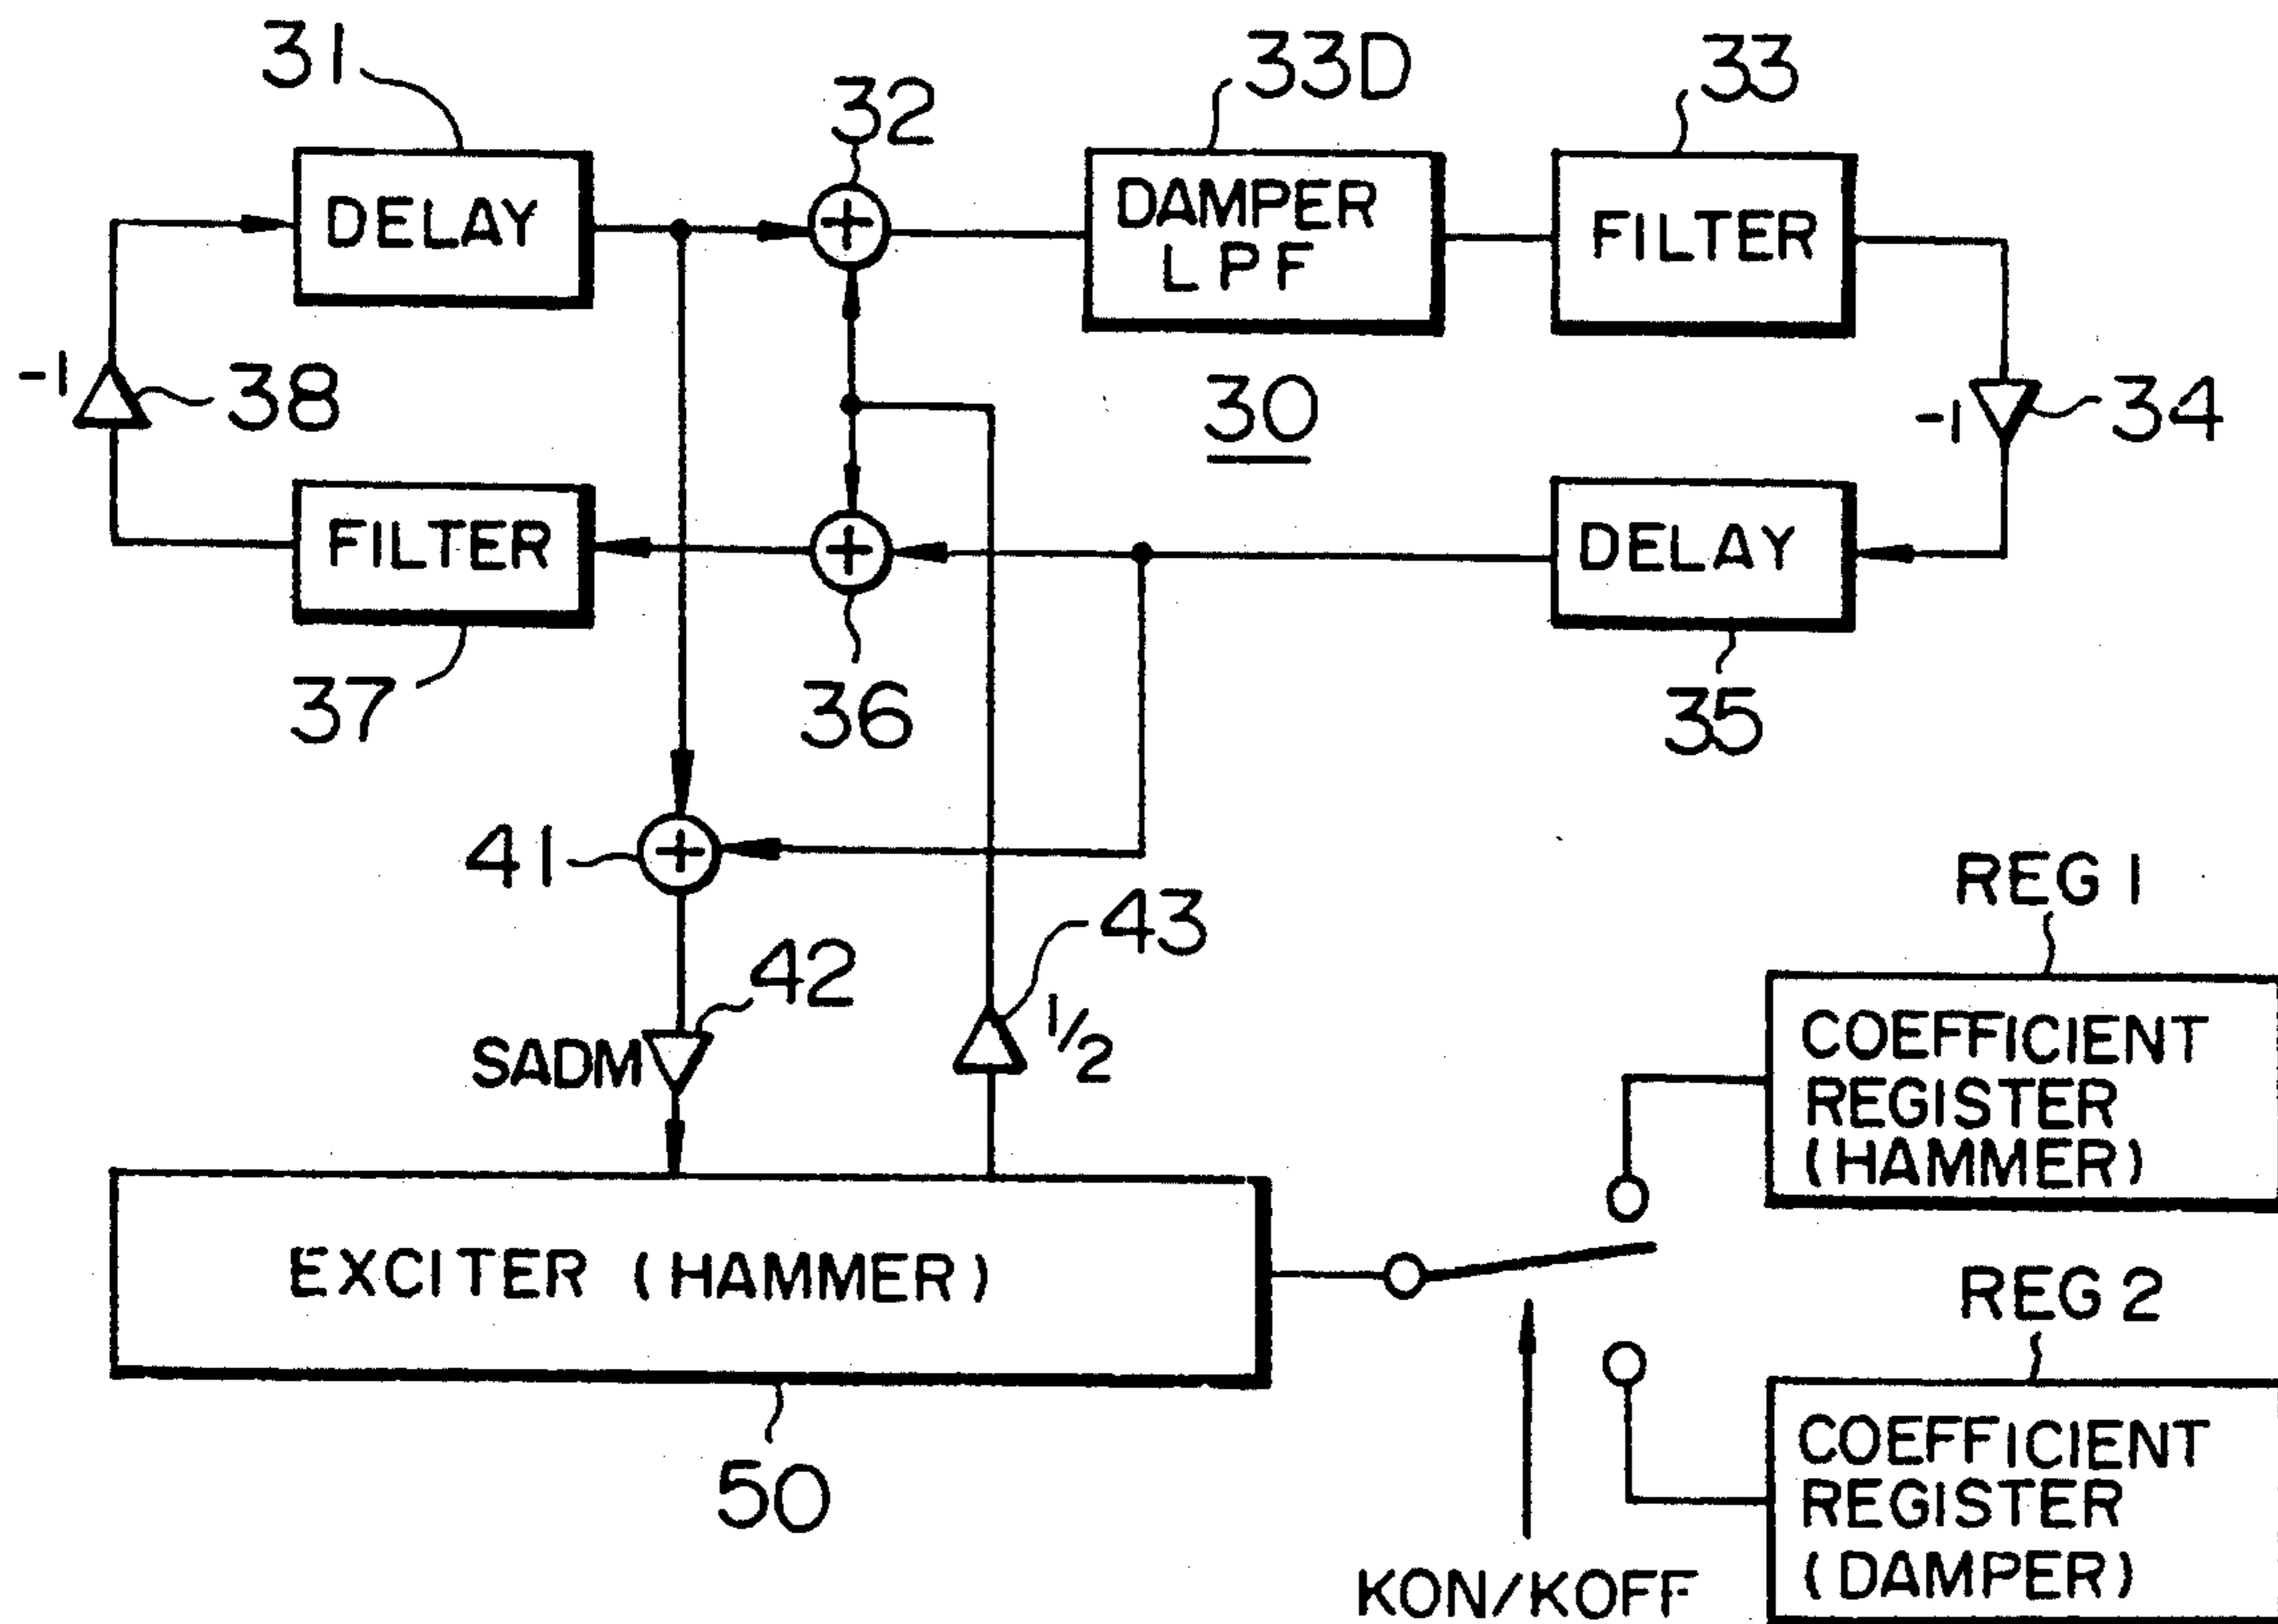 31
32
33D
33
DELAY
DAMPER
LPF
FILTER
-1
38
30
-1
34
FILTER
DELAY
37
36
35
41
43
REG 1
42
SADM
1/2
COEFFICIENT
REGISTER
(HAMMER)
EXCITER (HAMMER)
REG 2
50
COEFFICIENT
REGISTER
(DAMPER)
KON/KOFF